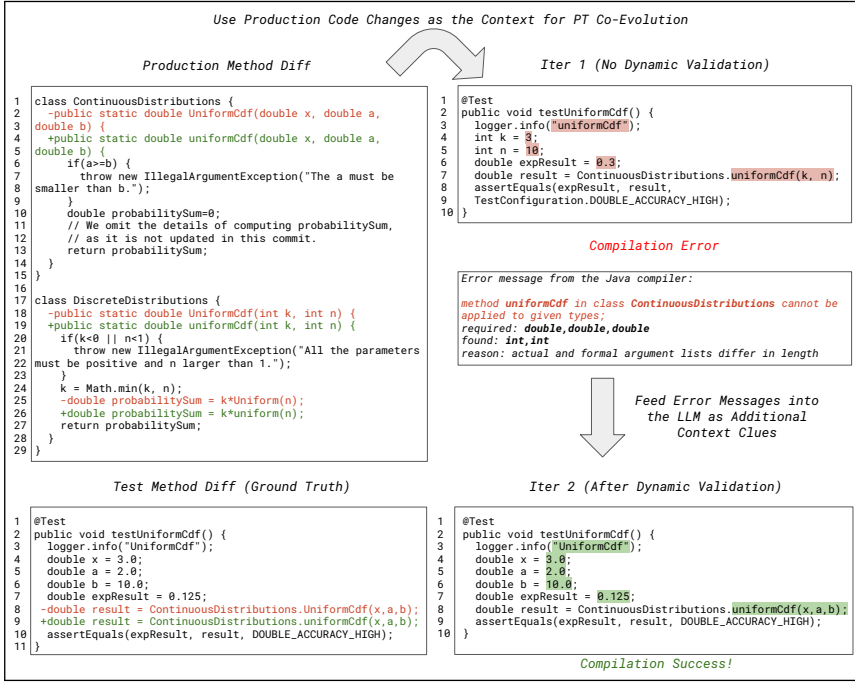 Use Production Code Changes as the Context for PT Co-Evolution
Production Method Diff
1 class ContinuousDistributions {
2 -public static double UniformCdf(double x, double a,
3 double b) {
4 +public static double uniformCdf(double x, double a,
5 double b) {
6 if(a>=b) {
7 throw new IllegalArgumentException("The a must be
8 smaller than b.");
9 }
10 double probabilitySum=0;
11 // We omit the details of computing probabilitySum,
12 // as it is not updated in this commit.
13 return probabilitySum;
14 }
15 }
16
17 class DiscreteDistributions {
18 -public static double UniformCdf(int k, int n) {
19 +public static double uniformCdf(int k, int n) {
20 if(k<0 || n<1) {
21 throw new IllegalArgumentException("All the parameters
22 must be positive and n larger than 1.");
23 }
24 k = Math.min(k, n);
25 -double probabilitySum = k*Uniform(n);
26 +double probabilitySum = k*uniform(n);
27 return probabilitySum;
28 }
29 }
Iter 1 (No Dynamic Validation)
1 @Test
2 public void testUniformCdf() {
3 logger.info("uniformCdf");
4 int k = 3;
5 int n = 10;
6 double expResult = 0.3;
7 double result = ContinuousDistributions.uniformCdf(k, n);
8 assertEquals(expResult, result,
9 TestConfiguration.DOUBLE_ACCURACY_HIGH);
10 }
Compilation Error
Error message from the Java compiler:
method uniformCdf in class ContinuousDistributions cannot be
applied to given types;
required: double,double,double
found: int,int
reason: actual and formal argument lists differ in length
Feed Error Messages into
the LLM as Additional
Context Clues
Test Method Diff (Ground Truth)
1 @Test
2 public void testUniformCdf() {
3 logger.info("UniformCdf");
4 double x = 3.0;
5 double a = 2.0;
6 double b = 10.0;
7 double expResult = 0.125;
8 -double result = ContinuousDistributions.UniformCdf(x,a,b);
9 +double result = ContinuousDistributions.uniformCdf(x,a,b);
10 assertEquals(expResult, result, DOUBLE_ACCURACY_HIGH);
11 }
Iter 2 (After Dynamic Validation)
1 @Test
2 public void testUniformCdf() {
3 logger.info("UniformCdf");
4 double x = 3.0;
5 double a = 2.0;
6 double b = 10.0;
7 double expResult = 0.125;
8 double result = ContinuousDistributions.uniformCdf(x,a,b);
9 assertEquals(expResult, result, DOUBLE_ACCURACY_HIGH);
10 }
Compilation Success!